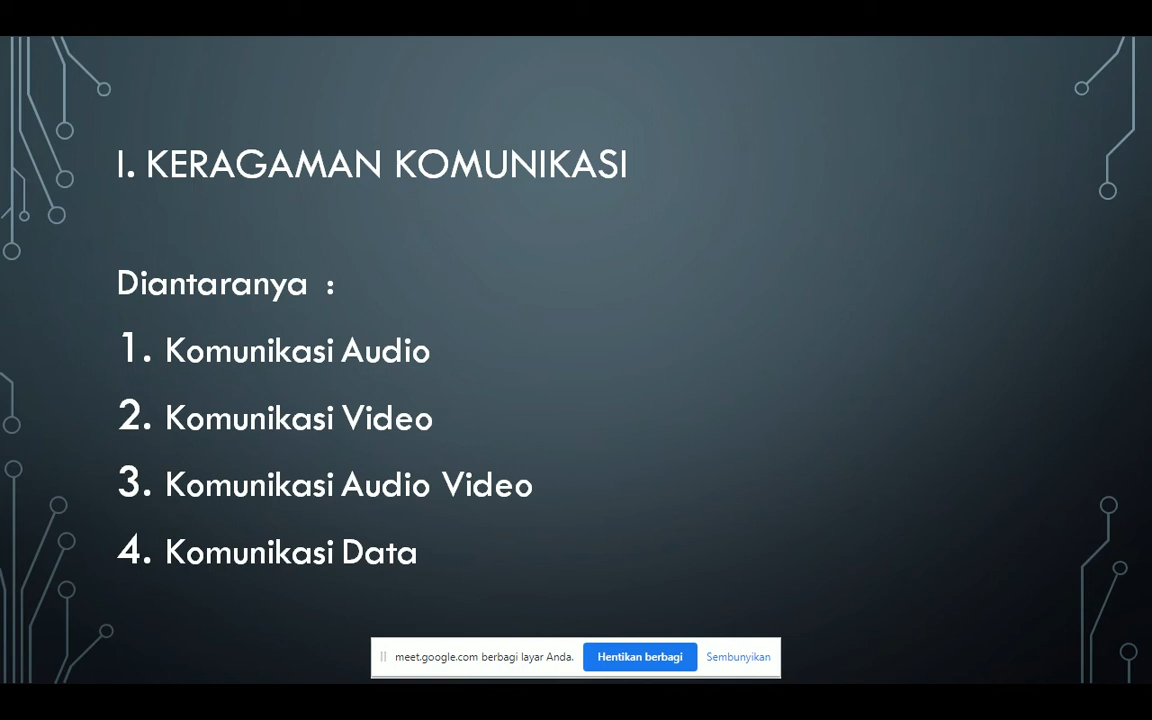 I. KERAGAMAN KOMUNIKASI
Diantaranya :
1. Komunikasi Audio
2. Komunikasi Video
3. Komunikasi Audio Video
4. Komunikasi Data
meet.google.com berbagi layar Anda. Hentikan berbagi Sembunyikan